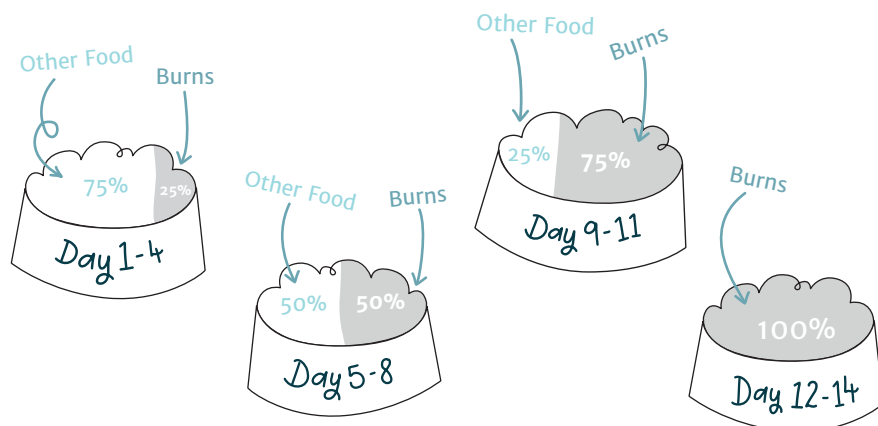 Other Food
Burns
75%
25%
Day 1-4
Other Food
Burns
50%
50%
Day 5-8
Other Food
Burns
25%
75%
Day 9-11
Burns
100%
Day 12-14